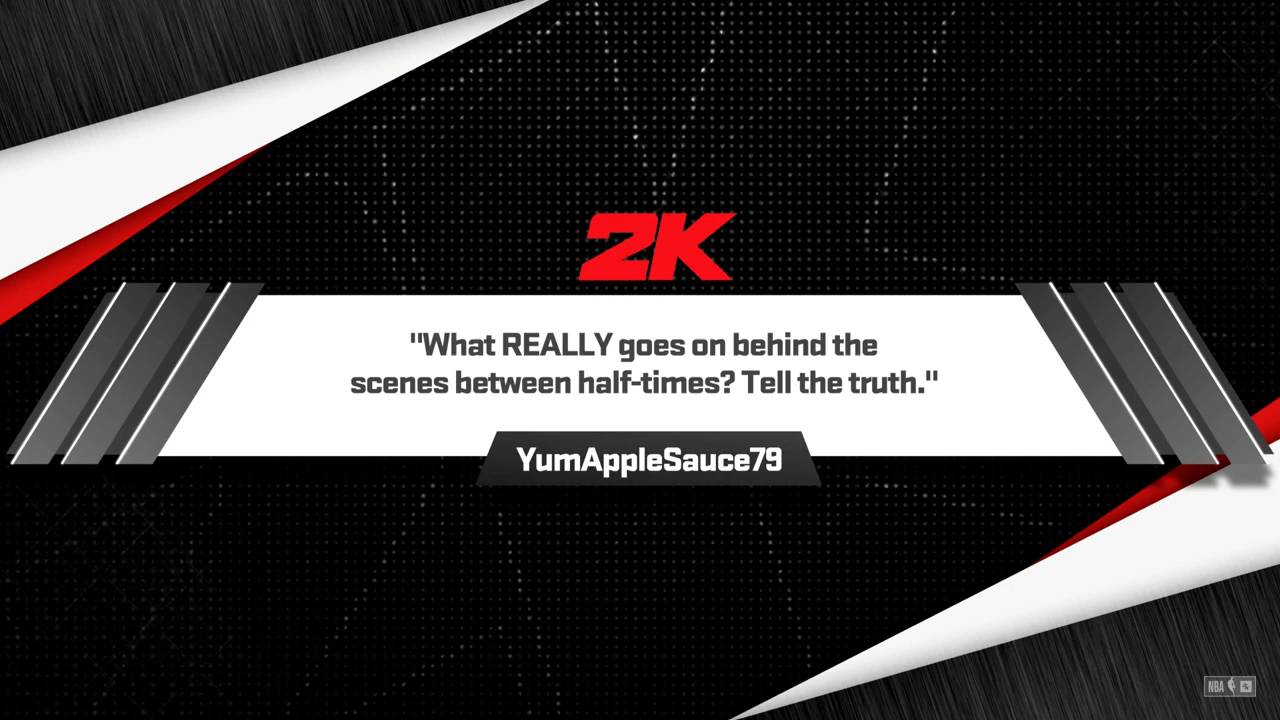 2K
"What REALLY goes on behind the
scenes between half-times? Tell the truth."
YumAppleSauce79
NBA